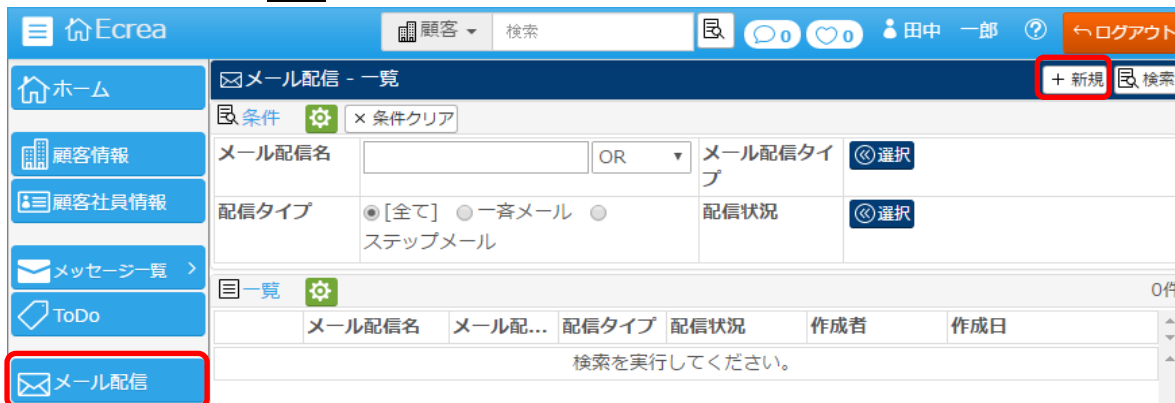 Ecrea 顧客 検索 0 0 田中 一郎 ログアウト
ホーム
顧客情報
顧客社員情報
メッセージ一覧
ToDo
メール配信
メール配信 - 一覧 + 新規 検索
条件 × 条件クリア
メール配信名 OR メール配信タイ
プ 選択
配信タイプ [全て] 一斉メール
ステップメール 配信状況 選択
一覧 0件
メール配信名 メール配... 配信タイプ 配信状況 作成者 作成日
検索を実行してください。